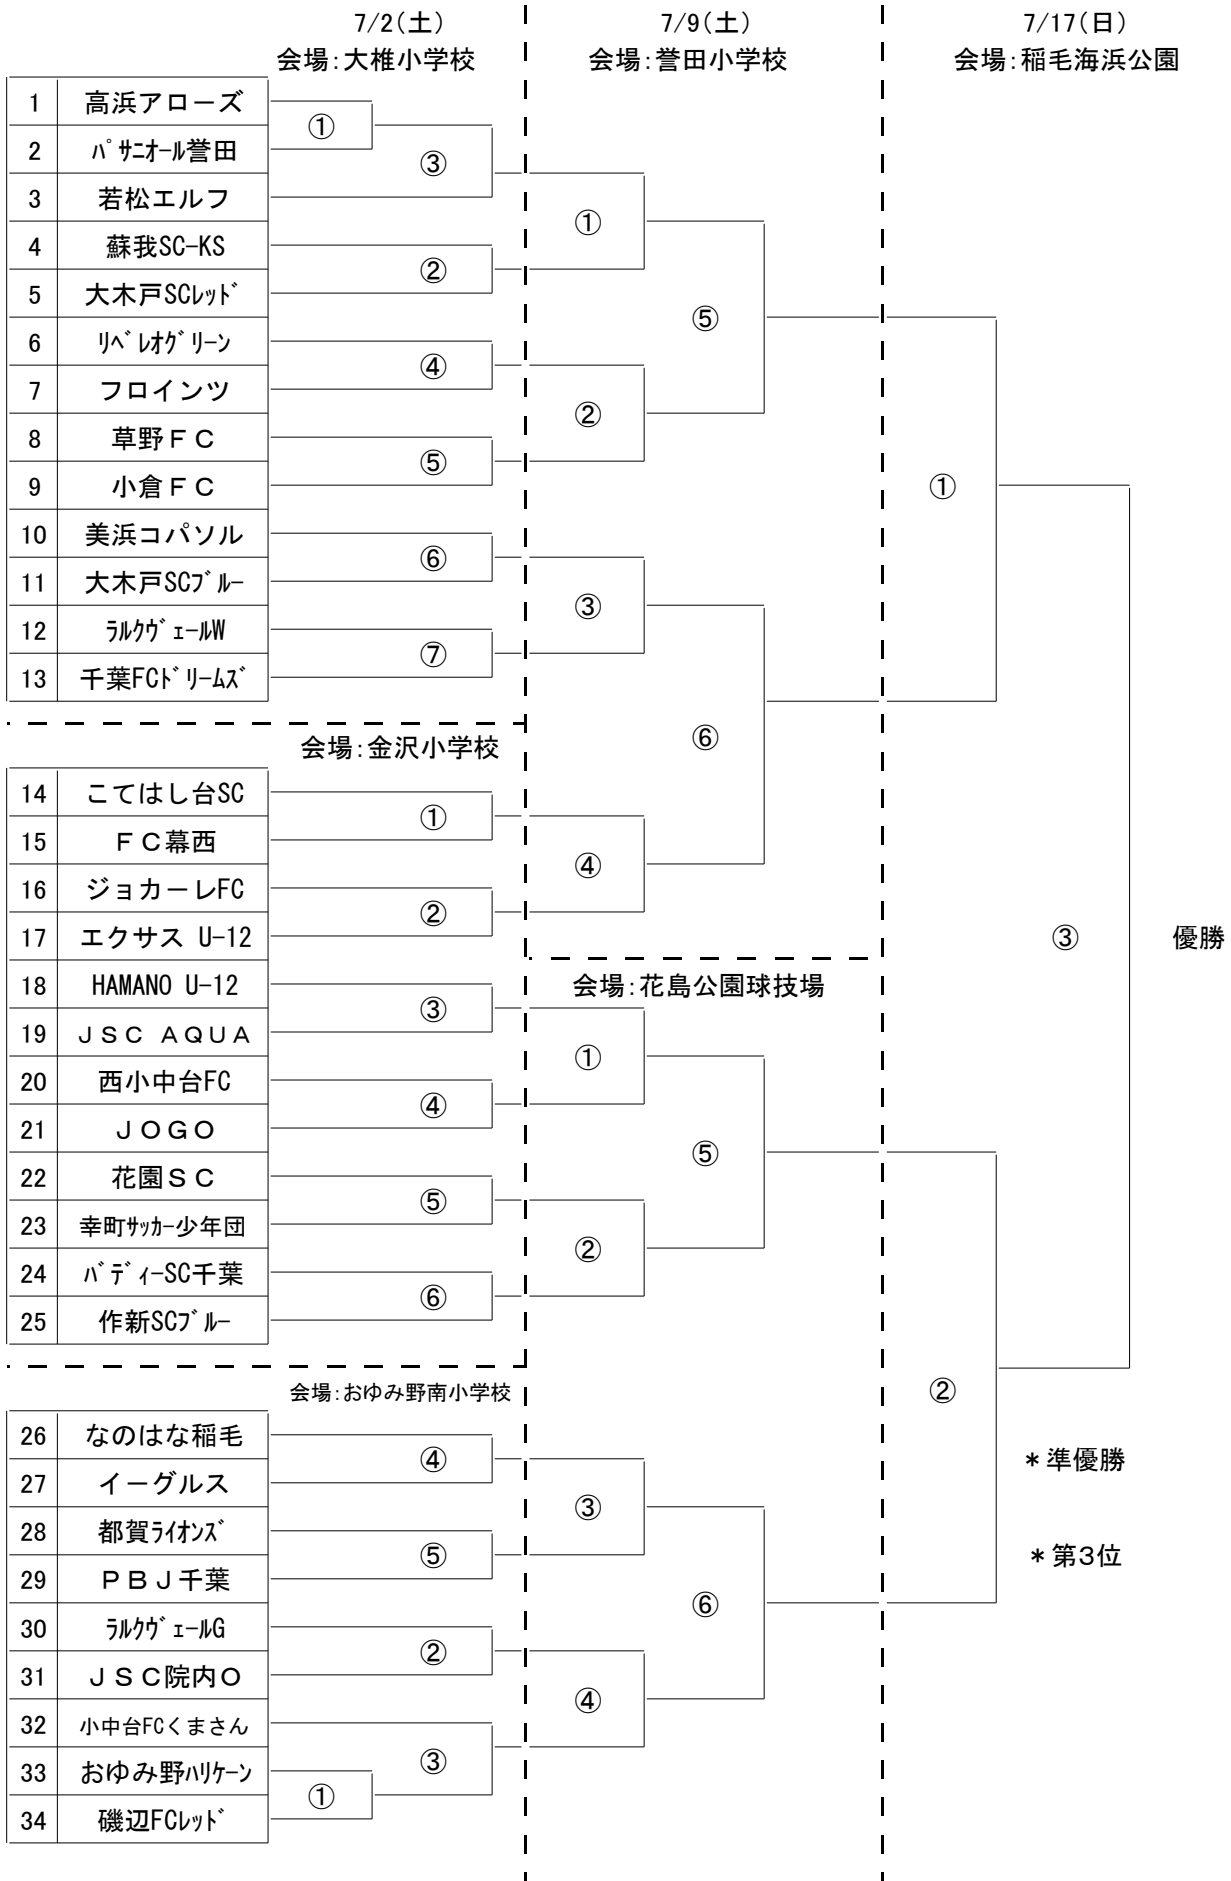 7/2(土)
会場:大椎小学校
7/9(土)
会場:誉田小学校
7/17(日)
会場:稲毛海浜公園
1 高浜アローズ
2 ﾊﾟｻﾆｵｰﾙ誉田
3 若松エルフ
4 蘇我SC-KS
5 大木戸SCﾚｯﾄﾞ
6 ﾘﾍﾞﾚｵｸﾞﾘｰﾝ
7 フロインツ
8 草野ＦＣ
9 小倉ＦＣ
10 美浜コパソル
11 大木戸SCﾌﾞﾙｰ
12 ﾗﾙｸｳﾞｪｰﾙW
13 千葉FCﾄﾞﾘｰﾑｽﾞ
①
③
②
④
⑤
⑥
⑦
①
②
③
⑤
①
会場:金沢小学校
14 こてはし台SC
15 ＦＣ幕西
16 ジョカーレFC
17 エクサス U-12
18 HAMANO U-12
19 ＪＳＣ ＡＱＵＡ
20 西小中台FC
21 ＪＯＧＯ
22 花園ＳＣ
23 幸町ｻｯｶｰ少年団
24 ﾊﾞﾃﾞｨｰSC千葉
25 作新SCﾌﾞﾙｰ
①
②
③
④
⑤
⑥
⑥
④
会場:花島公園球技場
①
②
⑤
③
優勝
会場:おゆみ野南小学校
26 なのはな稲毛
27 イーグルス
28 都賀ﾗｲｵﾝｽﾞ
29 ＰＢＪ千葉
30 ﾗﾙｸｳﾞｪｰﾙG
31 ＪＳＣ院内Ｏ
32 小中台FCくまさん
33 おゆみ野ﾊﾘｹｰﾝ
34 磯辺FCﾚｯﾄﾞ
④
⑤
②
③
①
③
④
⑥
②
＊準優勝
＊第3位